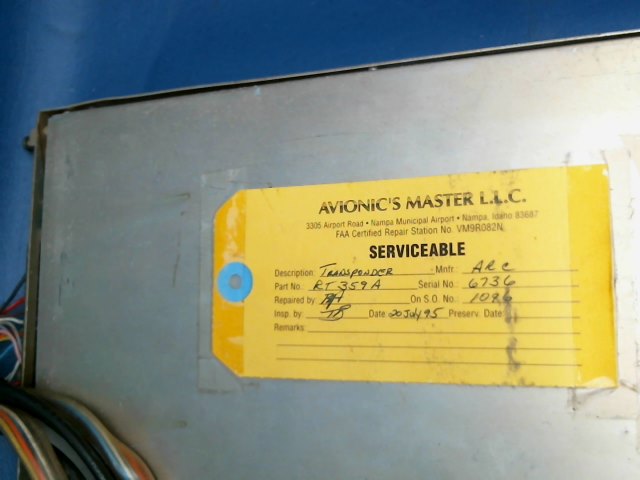 AVIONIC'S MASTER L.L.C.
3305 Airport Road • Nampa Municipal Airport • Nampa, Idaho 83687
FAA Certified Repair Station No. VM9R082N
SERVICEABLE
Description: TRANSPONDER Mnfr: ARC
Part No. RT 359A Serial No: 6736
Repaired by: On S.O. No.: 1096
Insp. by: Date 20 July 95 Preserv. Date:
Remarks: